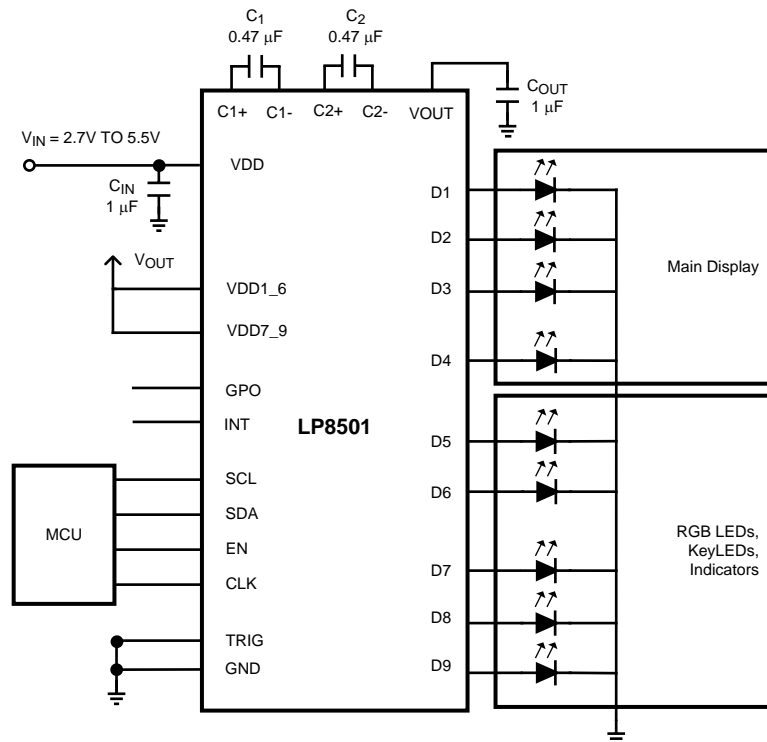 C1
0.47 μF
C2
0.47 μF
C1+
C1-
C2+
C2-
VOUT
COUT
1 μF
VIN = 2.7V TO 5.5V
VDD
CIN
1 μF
VOUT
VDD1_6
VDD7_9
GPO
INT
LP8501
MCU
SCL
SDA
EN
CLK
TRIG
GND
D1
D2
D3
D4
D5
D6
D7
D8
D9
Main Display
RGB LEDs,
KeyLEDs,
Indicators